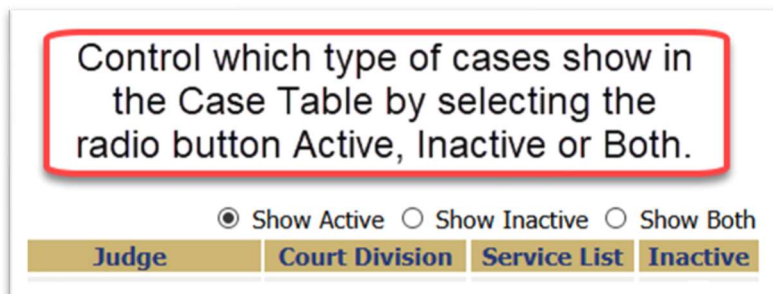 Control which type of cases show in
the Case Table by selecting the
radio button Active, Inactive or Both.
Show Active Show Inactive Show Both
Judge Court Division Service List Inactive